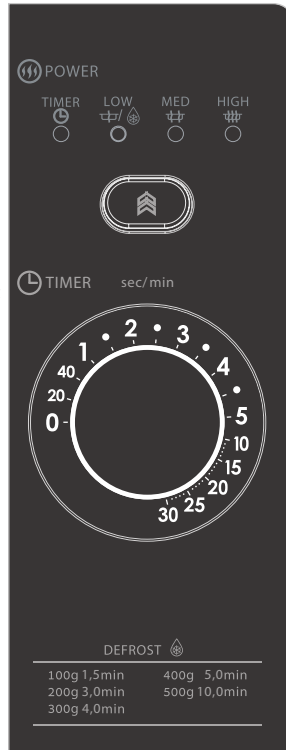 POWER
TIMER LOW MED HIGH
/
TIMER sec/min
0 20 40 1 • 2 • 3 • 4 • 5 10 15 20 25 30
DEFROST
100g 1,5min 400g 5,0min
200g 3,0min 500g 10,0min
300g 4,0min